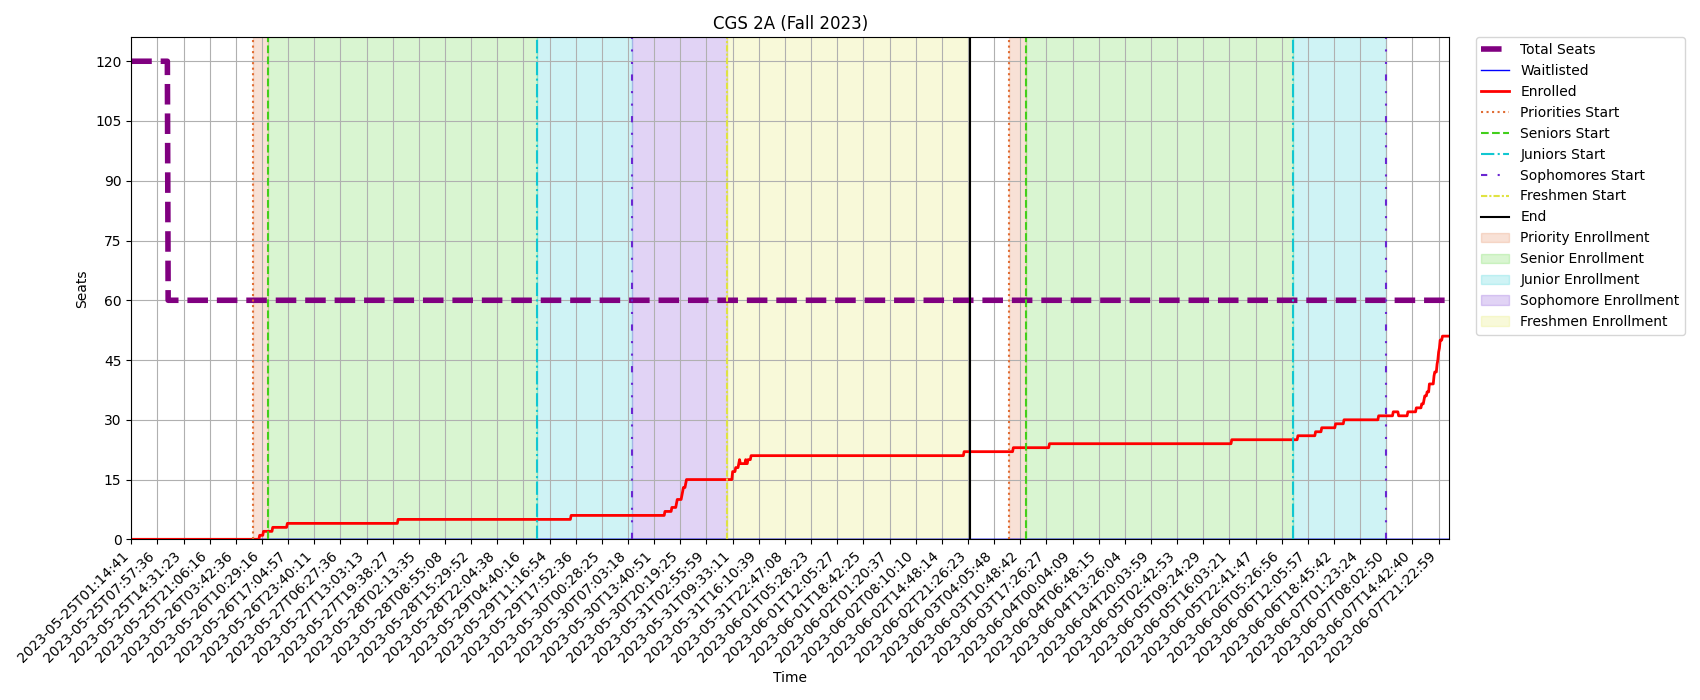 CGS 2A (Fall 2023)
120
105
90
75
60
45
30
15
0
Seats
2023-05-25T01:14:41
2023-05-25T07:57:36
2023-05-25T14:31:23
2023-05-25T21:06:16
2023-05-26T03:42:36
2023-05-26T10:29:16
2023-05-26T17:04:57
2023-05-26T23:40:11
2023-05-27T06:27:36
2023-05-27T13:03:13
2023-05-27T19:38:27
2023-05-28T02:13:35
2023-05-28T08:55:08
2023-05-28T15:29:52
2023-05-28T22:04:38
2023-05-29T04:40:16
2023-05-29T11:16:54
2023-05-29T17:52:36
2023-05-30T00:28:25
2023-05-30T07:03:18
2023-05-30T13:40:51
2023-05-30T20:19:25
2023-05-31T02:55:59
2023-05-31T09:33:11
2023-05-31T16:10:39
2023-05-31T22:47:08
2023-06-01T05:28:23
2023-06-01T12:05:27
2023-06-01T18:42:25
2023-06-02T01:20:37
2023-06-02T08:10:10
2023-06-02T14:48:14
2023-06-02T21:26:23
2023-06-03T04:05:48
2023-06-03T10:48:42
2023-06-03T17:26:27
2023-06-04T00:04:09
2023-06-04T06:48:15
2023-06-04T13:26:04
2023-06-04T20:03:59
2023-06-05T02:42:53
2023-06-05T09:24:29
2023-06-05T16:03:21
2023-06-05T22:41:47
2023-06-06T05:26:56
2023-06-06T12:05:57
2023-06-06T18:45:42
2023-06-07T01:23:24
2023-06-07T08:02:50
2023-06-07T14:42:40
2023-06-07T21:22:59
Time
Total Seats
Waitlisted
Enrolled
Priorities Start
Seniors Start
Juniors Start
Sophomores Start
Freshmen Start
End
Priority Enrollment
Senior Enrollment
Junior Enrollment
Sophomore Enrollment
Freshmen Enrollment